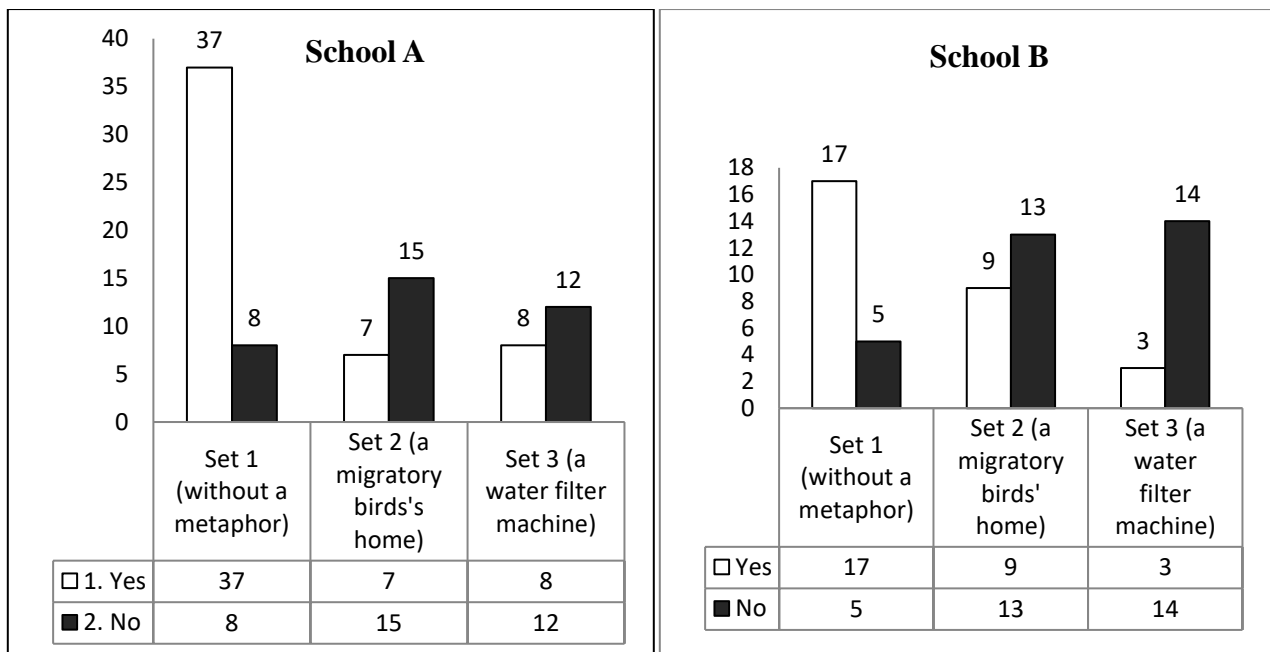 School A
40
35
30
25
20
15
10
5
0
37
8
7
15
8
12
Set 1 (without a metaphor)
Set 2 (a migratory birds's home)
Set 3 (a water filter machine)
1. Yes 37 7 8
2. No 8 15 12
School B
18
16
14
12
10
8
6
4
2
0
17
5
9
13
3
14
Set 1 (without a metaphor)
Set 2 (a migratory birds' home)
Set 3 (a water filter machine)
Yes 17 9 3
No 5 13 14